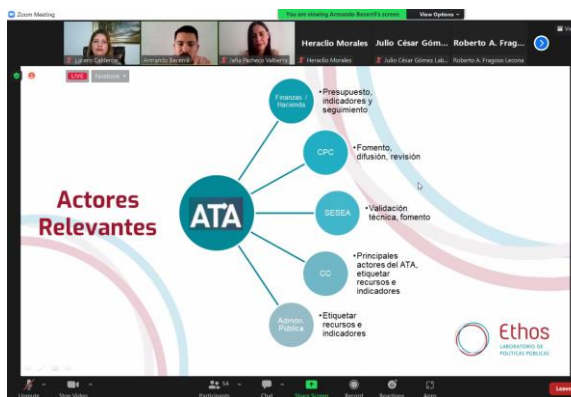 Zoom Meeting
You are viewing Armando Becerril's screen
View Options
Lucero Calderón
Armando Becerril
Sofía Pacheco Valberry
Heraclio Morales
Julio César Góm...
Roberto A. Frag...
Heraclio Morales
Julio César Gómez Lab...
Roberto A. Fragoso Lecona
LIVE
Facebook
Actores
Relevantes
ATA
Finanzas /
Hacienda
•Presupuesto,
indicadores y
seguimiento
CPC
•Fomento,
difusión, revisión
SESEA
•Validación
técnica, fomento
CC
•Principales
actores del ATA,
etiquetar
recursos e
indicadores
Admón.
Pública
•Etiquetar
recursos e
indicadores
Ethos
LABORATORIO DE
POLÍTICAS PÚBLICAS
Unmute
Stop Video
54
Participants
Chat
Share Screen
Record
Reactions
Apps
Leave